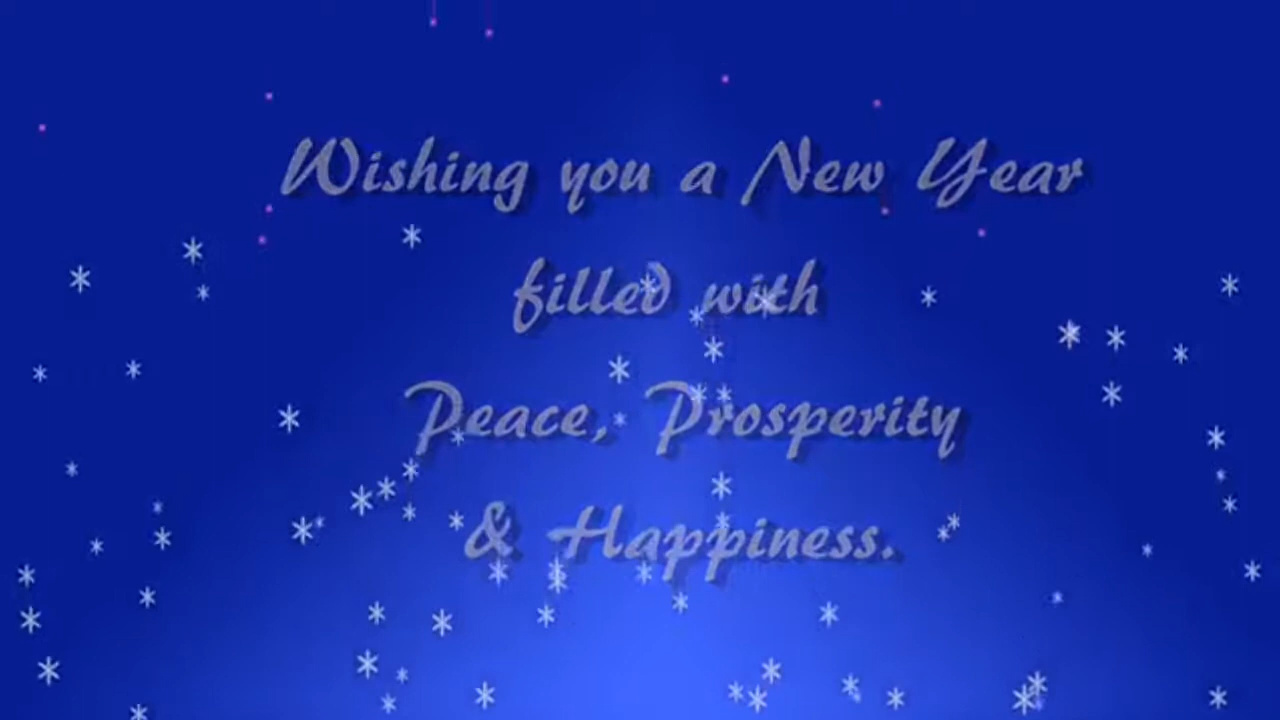 Wishing you a New Year
filled with
Peace, Prosperity
& Happiness.